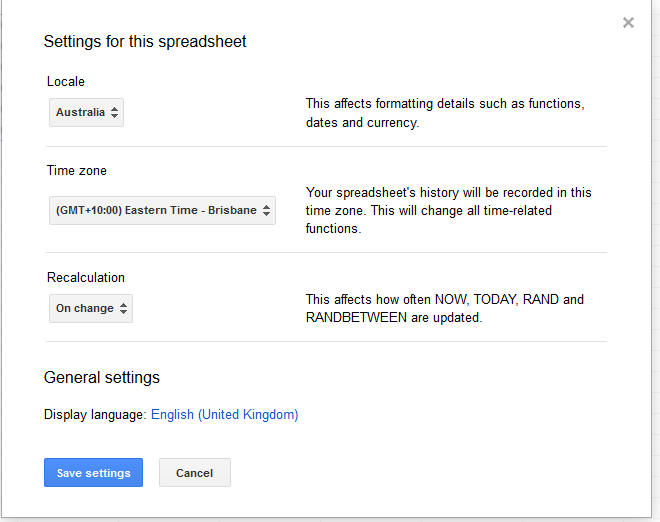 Settings for this spreadsheet
Locale
Australia
This affects formatting details such as functions,
dates and currency.
Time zone
(GMT+10:00) Eastern Time - Brisbane
Your spreadsheet's history will be recorded in this
time zone. This will change all time-related
functions.
Recalculation
On change
This affects how often NOW, TODAY, RAND and
RANDBETWEEN are updated.
General settings
Display language: English (United Kingdom)
Save settings Cancel